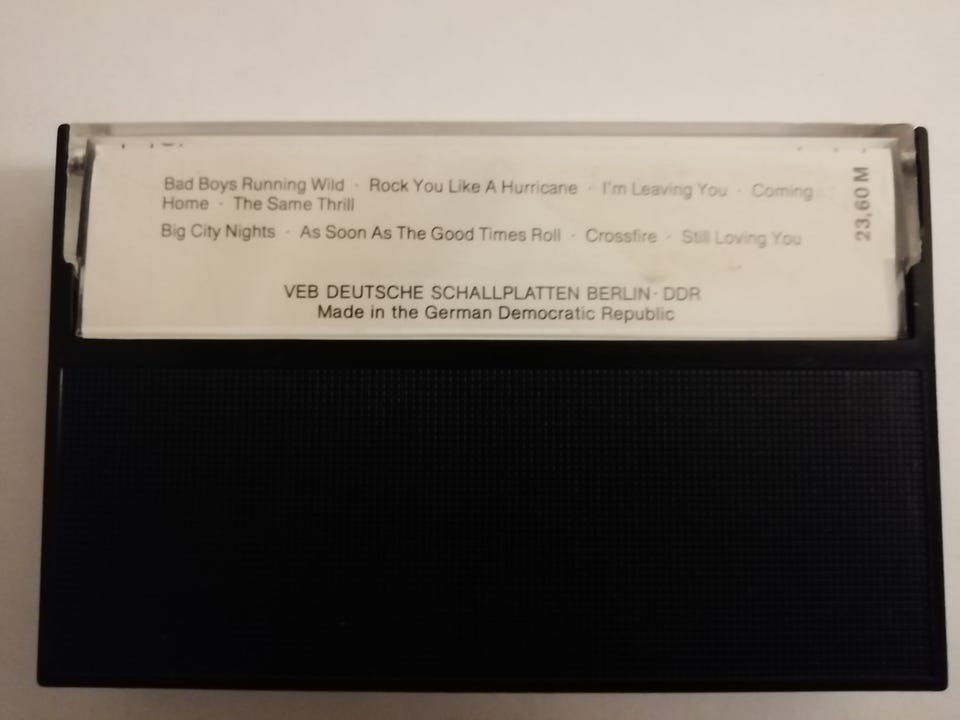 Bad Boys Running Wild · Rock You Like A Hurricane · I'm Leaving You · Coming
Home · The Same Thrill
Big City Nights · As Soon As The Good Times Roll · Crossfire · Still Loving You
VEB DEUTSCHE SCHALLPLATTEN BERLIN · DDR
Made in the German Democratic Republic
23,60 M